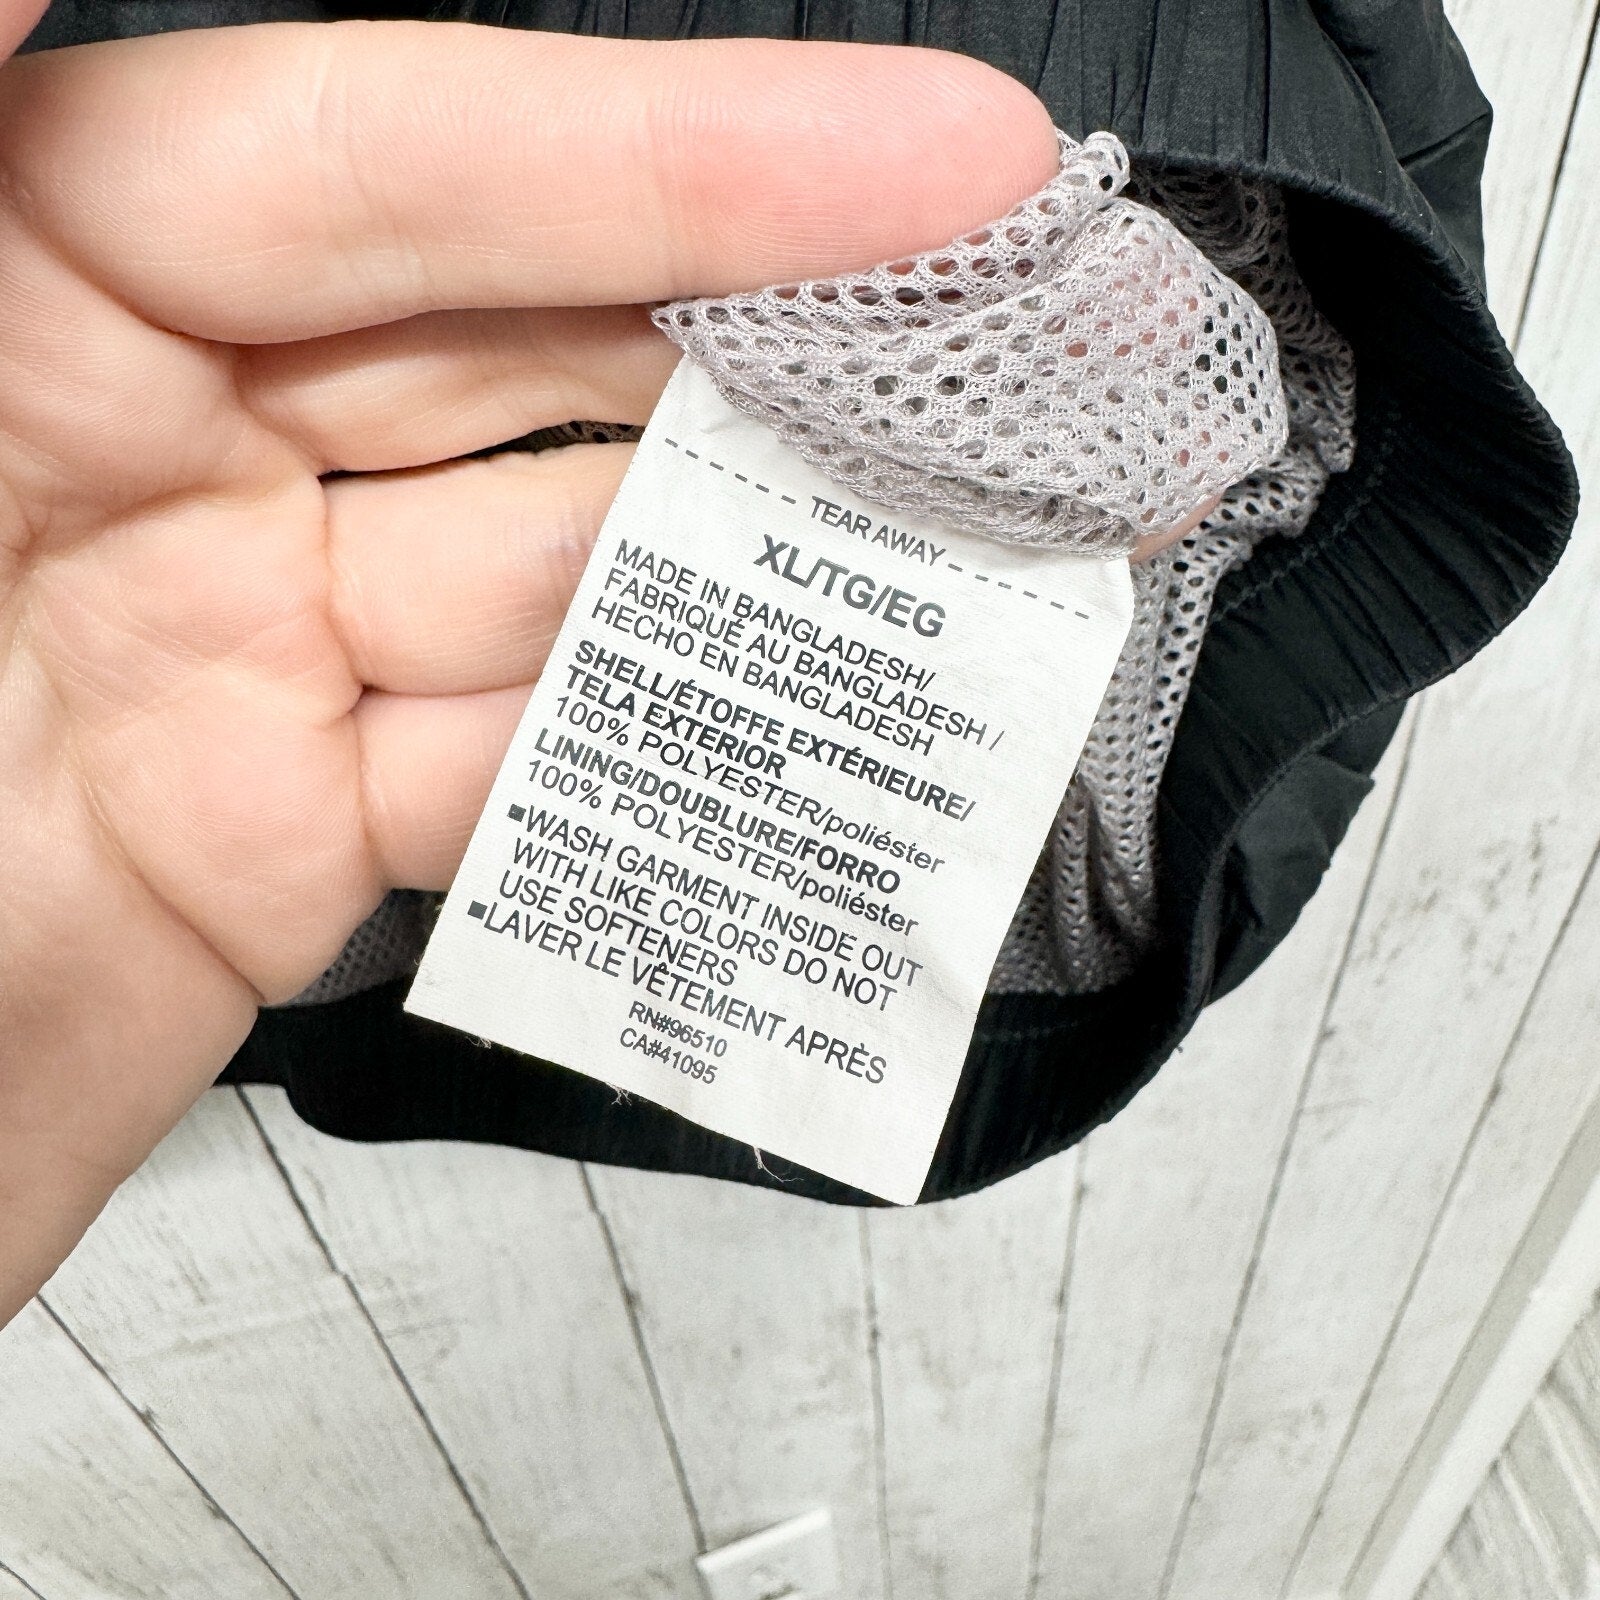 TEAR AWAY
XL/TG/EG
MADE IN BANGLADESH/
FABRIQUÉ AU BANGLADESH /
HECHO EN BANGLADESH
SHELL/ÉTOFFE EXTÉRIEURE/
TELA EXTERIOR
100% POLYESTER/poliéster
LINING/DOUBLURE/FORRO
100% POLYESTER/poliéster
▪WASH GARMENT INSIDE OUT
WITH LIKE COLORS DO NOT
USE SOFTENERS
▪LAVER LE VÊTEMENT APRÈS
RN#96510
CA#41095